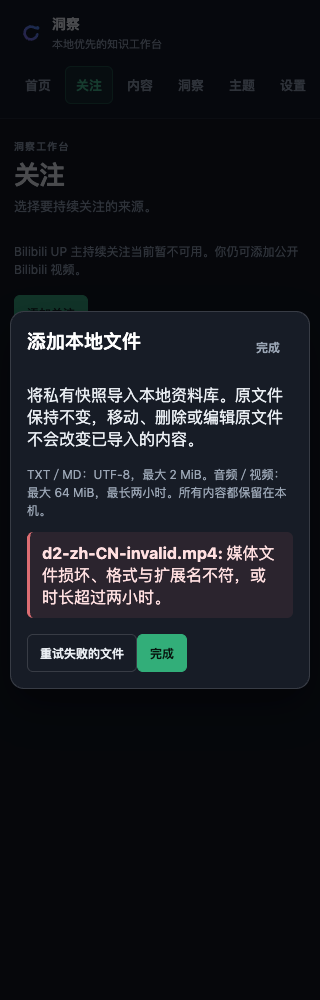 洞察
本地优先的知识工作台
首页 关注 内容 洞察 主题 设置
洞察工作台
关注
选择要持续关注的来源。
Bilibili UP 主持续关注当前暂不可用。你仍可添加公开
Bilibili 视频。
添加本地文件
完成
将私有快照导入本地资料库。原文件
保持不变，移动、删除或编辑原文件
不会改变已导入的内容。
TXT / MD：UTF-8，最大 2 MiB。音频 / 视频：
最大 64 MiB，最长两小时。所有内容都保留在本
机。
d2-zh-CN-invalid.mp4: 媒体文
件损坏、格式与扩展名不符，或
时长超过两小时。
重试失败的文件 完成